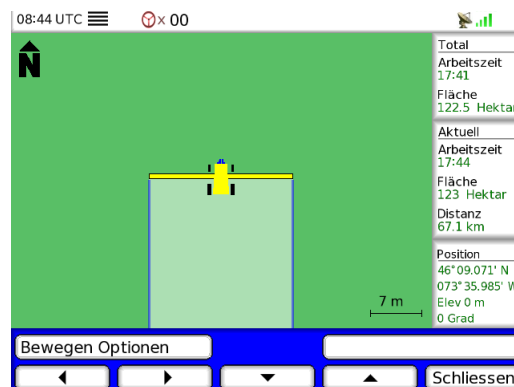 08:44 UTC
x 00
N
Total
Arbeitszeit
17:41
Fläche
122.5 Hektar
Aktuell
Arbeitszeit
17:44
Fläche
123 Hektar
Distanz
67.1 km
Position
46°09.071' N
073°35.985' W
Elev 0 m
0 Grad
7 m
Bewegen Optionen
Schliessen